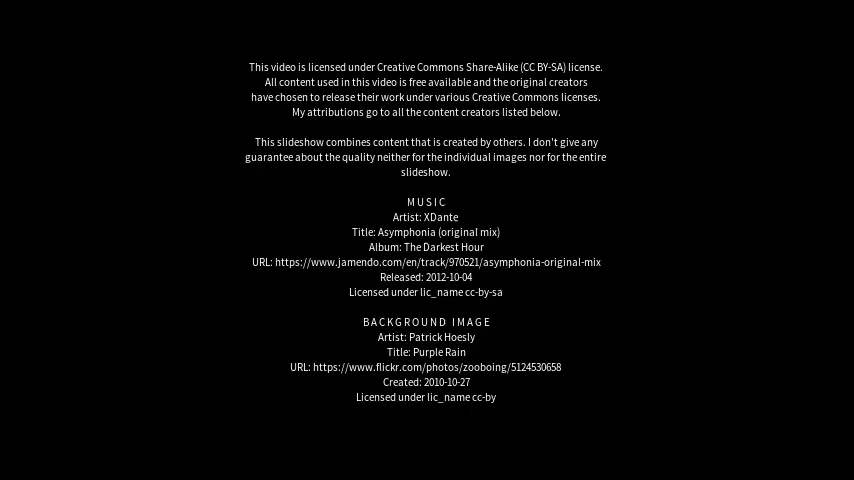 This video is licensed under Creative Commons Share-Alike (CC BY-SA) license.
All content used in this video is free available and the original creators
have chosen to release their work under various Creative Commons licenses.
My attributions go to all the content creators listed below.
This slideshow combines content that is created by others. I don't give any
guarantee about the quality neither for the individual images nor for the entire
slideshow.
M U S I C
Artist: XDante
Title: Asymphonia (original mix)
Album: The Darkest Hour
URL: https://www.jamendo.com/en/track/970521/asymphonia-original-mix
Released: 2012-10-04
Licensed under lic_name cc-by-sa
B A C K G R O U N D  I M A G E
Artist: Patrick Hoesly
Title: Purple Rain
URL: https://www.flickr.com/photos/zooboing/5124530658
Created: 2010-10-27
Licensed under lic_name cc-by